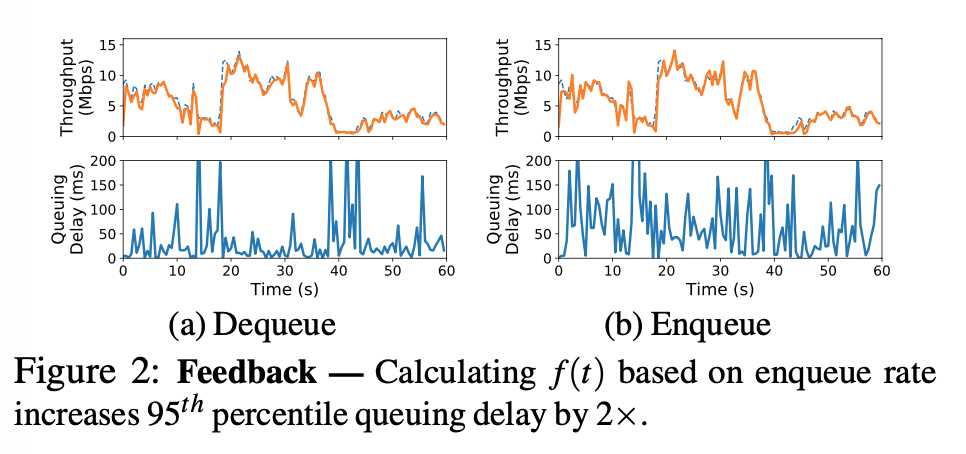 Throughput
(Mbps)
15
10
5
0
Queuing
Delay (ms)
200
150
100
50
0
0 10 20 30 40 50 60
Time (s)
(a) Dequeue
Throughput
(Mbps)
15
10
5
0
Queuing
Delay (ms)
200
150
100
50
0
0 10 20 30 40 50 60
Time (s)
(b) Enqueue
Figure 2: Feedback — Calculating f(t) based on enqueue rate
increases 95th percentile queuing delay by 2×.